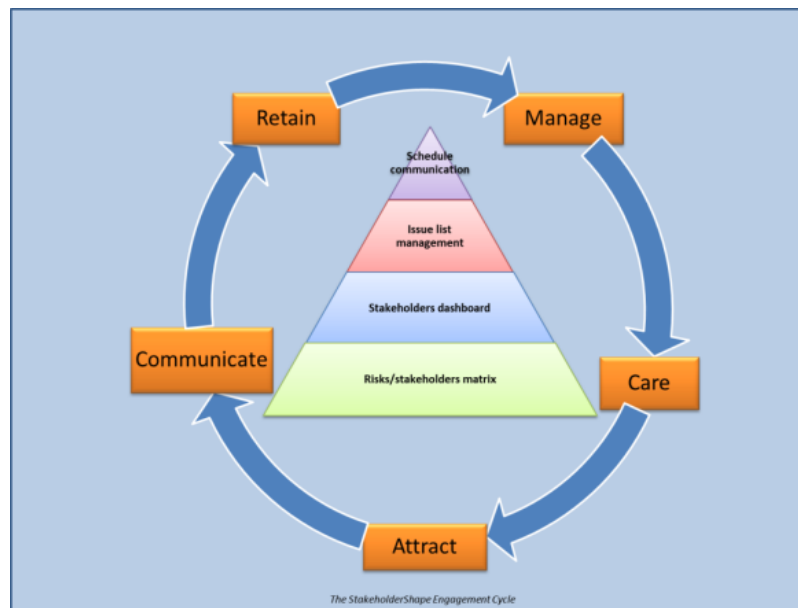 Retain
Manage
Schedule
communication
Issue list
management
Stakeholders dashboard
Communicate
Risks/stakeholders matrix
Care
Attract
The StakeholderShape Engagement Cycle